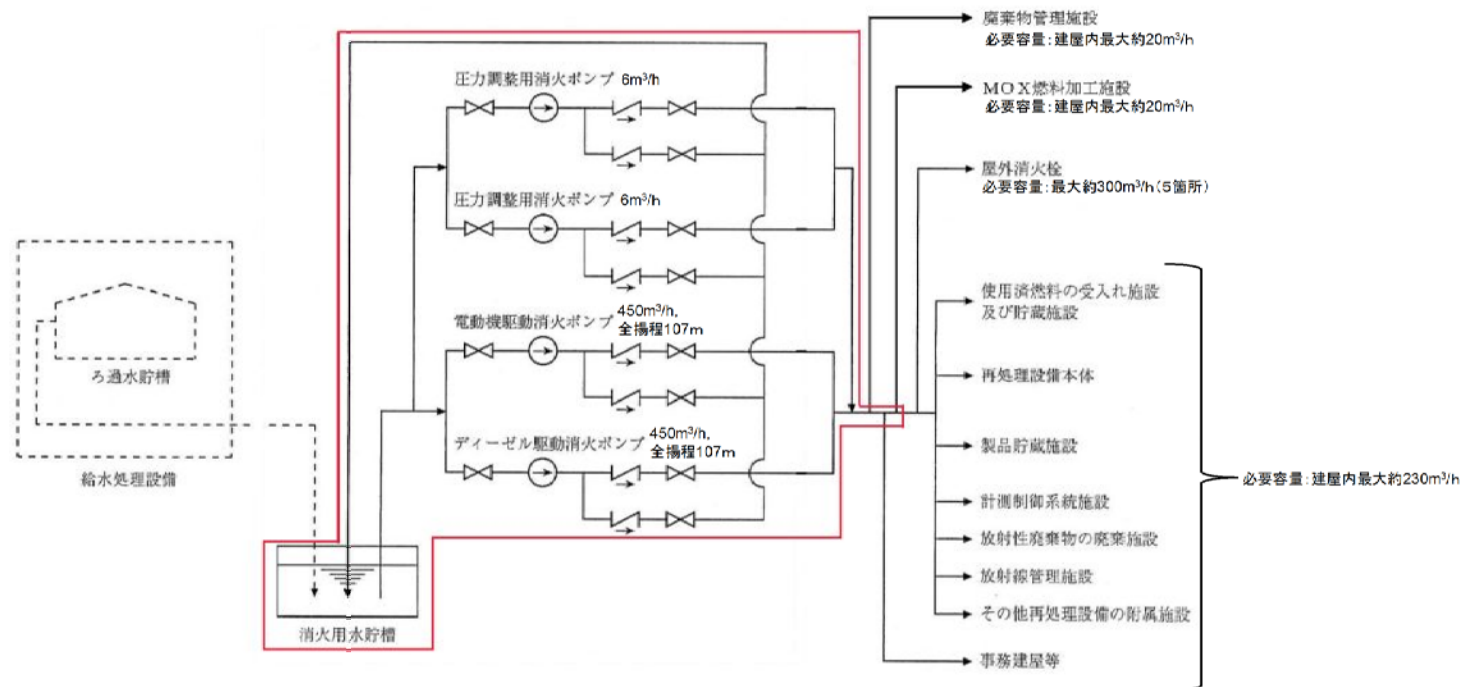 廃棄物管理施設
必要容量：建屋内最大約20m³/h
圧力調整用消火ポンプ 6m³/h
MOX燃料加工施設
必要容量：建屋内最大約20m³/h
屋外消火栓
必要容量：最大約300m³/h（5箇所）
圧力調整用消火ポンプ 6m³/h
使用済燃料の受入れ施設
及び貯蔵施設
電動機駆動消火ポンプ 450m³/h，
全揚程107m
ろ過水貯槽
再処理設備本体
ディーゼル駆動消火ポンプ 450m³/h，
全揚程107m
製品貯蔵施設
給水処理設備
必要容量：建屋内最大約230m³/h
計測制御系統施設
放射性廃棄物の廃棄施設
放射線管理施設
その他再処理設備の附属施設
消火用水貯槽
事務建屋等